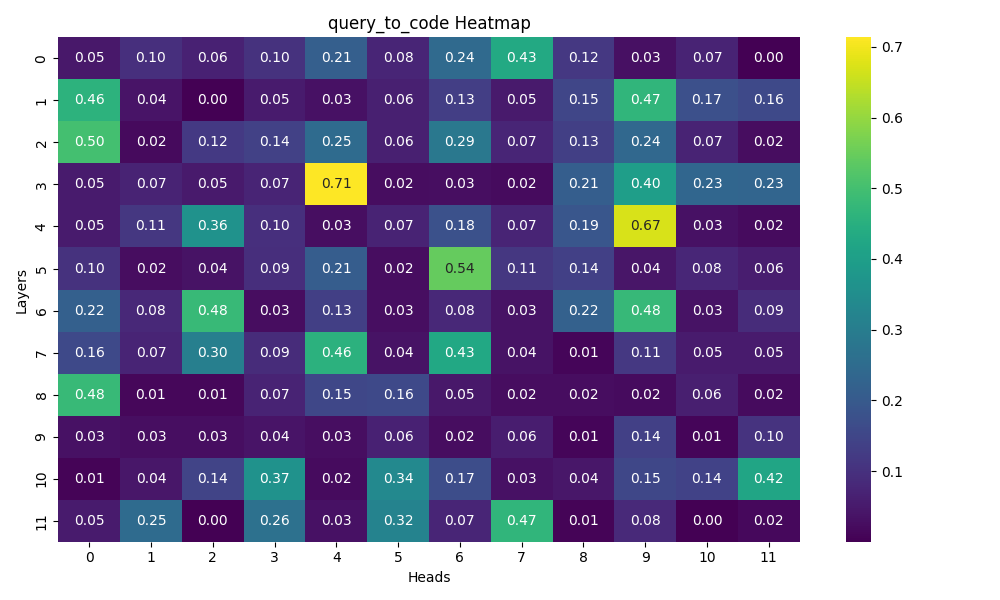 query_to_code Heatmap
0 0.05 0.10 0.06 0.10 0.21 0.08 0.24 0.43 0.12 0.03 0.07 0.00
1 0.46 0.04 0.00 0.05 0.03 0.06 0.13 0.05 0.15 0.47 0.17 0.16
2 0.50 0.02 0.12 0.14 0.25 0.06 0.29 0.07 0.13 0.24 0.07 0.02
3 0.05 0.07 0.05 0.07 0.71 0.02 0.03 0.02 0.21 0.40 0.23 0.23
4 0.05 0.11 0.36 0.10 0.03 0.07 0.18 0.07 0.19 0.67 0.03 0.02
5 0.10 0.02 0.04 0.09 0.21 0.02 0.54 0.11 0.14 0.04 0.08 0.06
6 0.22 0.08 0.48 0.03 0.13 0.03 0.08 0.03 0.22 0.48 0.03 0.09
7 0.16 0.07 0.30 0.09 0.46 0.04 0.43 0.04 0.01 0.11 0.05 0.05
8 0.48 0.01 0.01 0.07 0.15 0.16 0.05 0.02 0.02 0.02 0.06 0.02
9 0.03 0.03 0.03 0.04 0.03 0.06 0.02 0.06 0.01 0.14 0.01 0.10
10 0.01 0.04 0.14 0.37 0.02 0.34 0.17 0.03 0.04 0.15 0.14 0.42
11 0.05 0.25 0.00 0.26 0.03 0.32 0.07 0.47 0.01 0.08 0.00 0.02
0 1 2 3 4 5 6 7 8 9 10 11
Heads
Layers
0.7
0.6
0.5
0.4
0.3
0.2
0.1